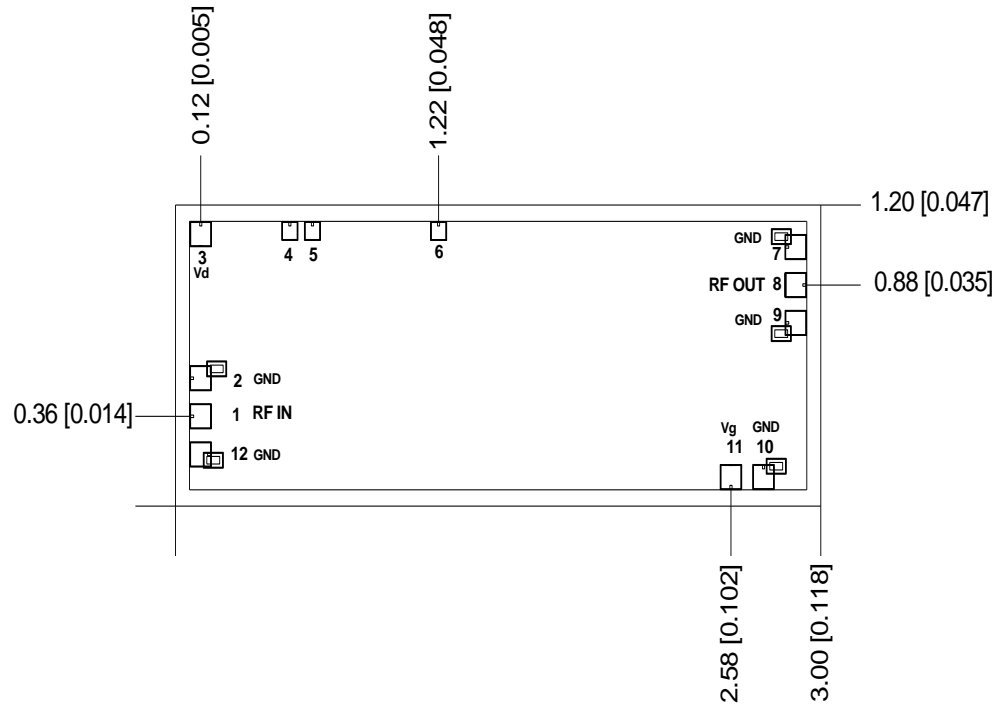 0.12 [0.005]
1.22 [0.048]
1.20 [0.047]
3
Vd
4
5
6
GND
7
RF OUT 8
0.88 [0.035]
GND 9
2 GND
0.36 [0.014]
1 RF IN
12 GND
Vg GND
11 10
2.58 [0.102]
3.00 [0.118]